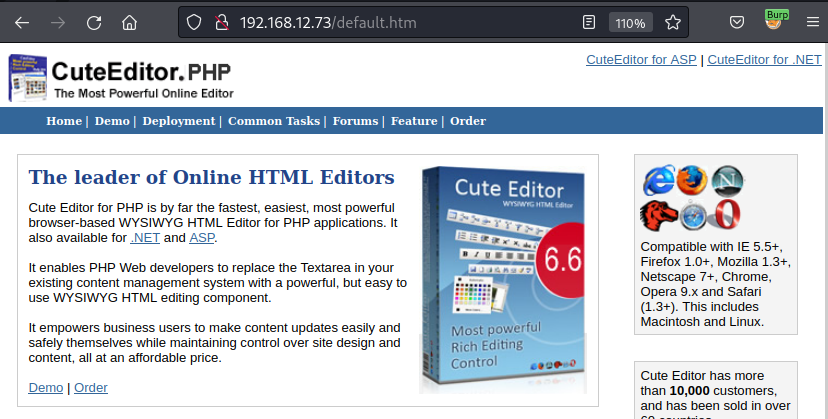 192.168.12.73/default.htm
110%
Burp
CuteEditor.PHP
The Most Powerful Online Editor
CuteEditor for ASP | CuteEditor for .NET
Home | Demo | Deployment | Common Tasks | Forums | Feature | Order
The leader of Online HTML Editors
Cute Editor for PHP is by far the fastest, easiest, most powerful
browser-based WYSIWYG HTML Editor for PHP applications. It
also available for .NET and ASP.
It enables PHP Web developers to replace the Textarea in your
existing content management system with a powerful, but easy to
use WYSIWYG HTML editing component.
It empowers business users to make content updates easily and
safely themselves while maintaining control over site design and
content, all at an affordable price.
Demo | Order
Cute Editor
WYSIWYG HTML Editor
6.6
Most powerful
Rich Editing
Control
Compatible with IE 5.5+,
Firefox 1.0+, Mozilla 1.3+,
Netscape 7+, Chrome,
Opera 9.x and Safari
(1.3+). This includes
Macintosh and Linux.
Cute Editor has more
than 10,000 customers,
and has been sold in over